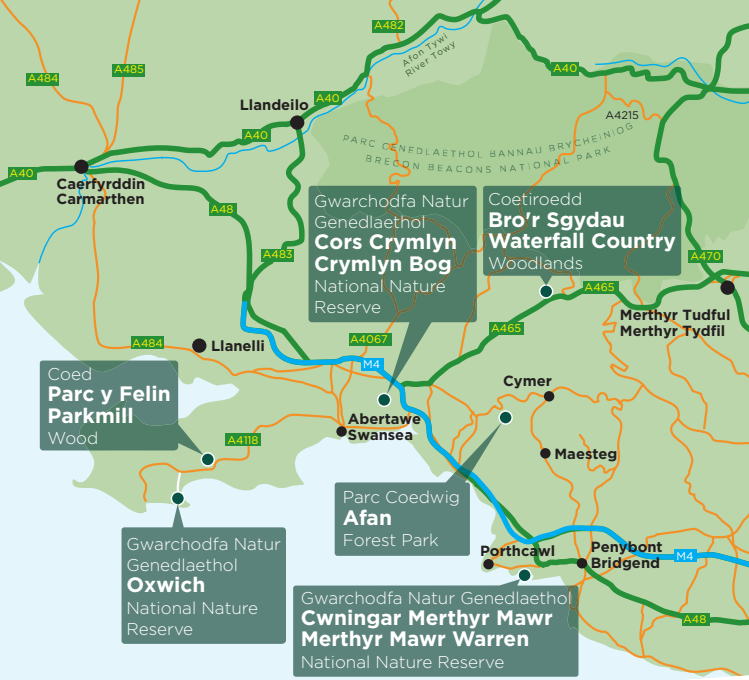 A482
A485
A484
Afon Tywi
River Towy
A40
Llandeilo
A40
A4215
A40
PARC CENEDLAETHOL BANNAU BRYCHEINIOG
BRECON BEACONS NATIONAL PARK
A40
Caerfyrddin
Carmarthen
A48
Gwarchodfa Natur
Genedlaethol
Cors Crymlyn
Crymlyn Bog
National Nature
Reserve
Coetiroedd
Bro'r Sgydau
Waterfall Country
Woodlands
A483
A470
A465
Merthyr Tudful
Merthyr Tydfil
A465
A484
Llanelli
A4067
M4
Coed
Parc y Felin
Parkmill
Wood
Cymer
Abertawe
Swansea
A4118
Maesteg
Parc Coedwig
Afan
Forest Park
Gwarchodfa Natur
Genedlaethol
Oxwich
National Nature
Reserve
Porthcawl
Penybont
Bridgend
M4
Gwarchodfa Natur Genedlaethol
Cwningar Merthyr Mawr
Merthyr Mawr Warren
National Nature Reserve
A48